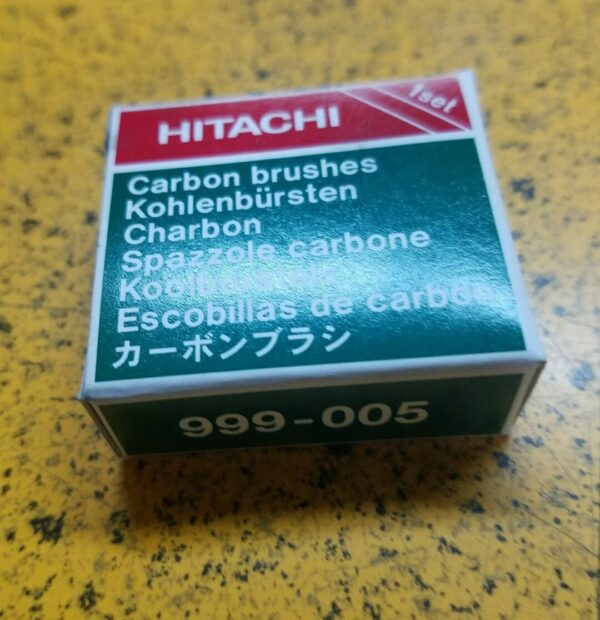 HITACHI
1set
Carbon brushes
Kohlenbürsten
Charbon
Spazzole carbone
Koolborstels
Escobillas de carbón
カーボンブラシ
999-005